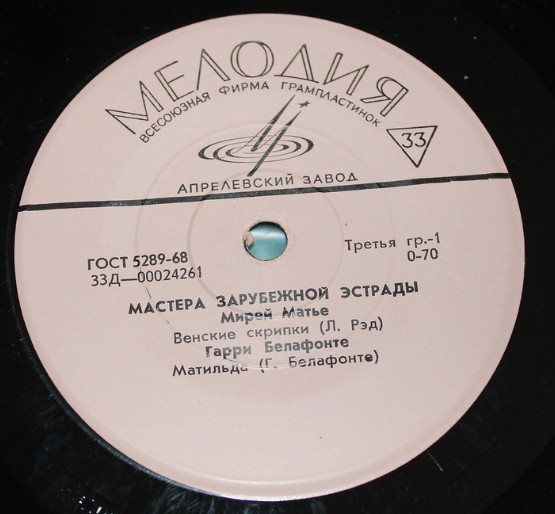 МЕЛОДИЯ
ВСЕСОЮЗНАЯ ФИРМА ГРАМПЛАСТИНОК
33
АПРЕЛЕВСКИЙ ЗАВОД
ГОСТ 5289-68
33Д—00024261
Третья гр.-1
0-70
МАСТЕРА ЗАРУБЕЖНОЙ ЭСТРАДЫ
Мирей Матье
Венские скрипки (Л. Рэд)
Гарри Белафонте
Матильда (Г. Белафонте)